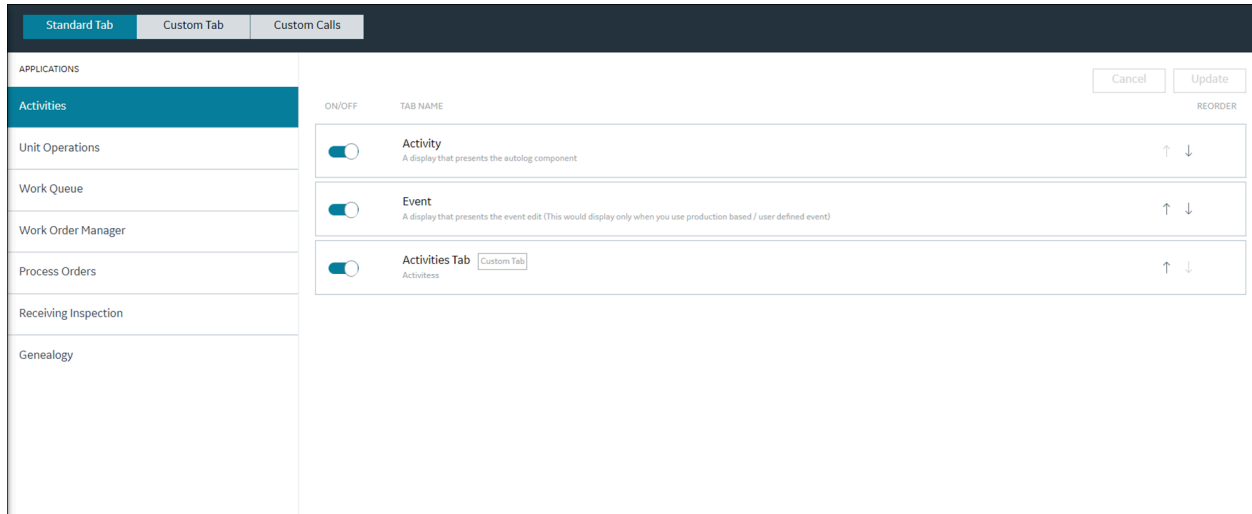 Standard Tab Custom Tab Custom Calls
APPLICATIONS
Cancel Update
Activities
ON/OFF TAB NAME REORDER
Unit Operations
Activity
A display that presents the autolog component
Work Queue
Event
A display that presents the event edit (This would display only when you use production based / user defined event)
Work Order Manager
Activities Tab Custom Tab
Activitess
Process Orders
Receiving Inspection
Genealogy